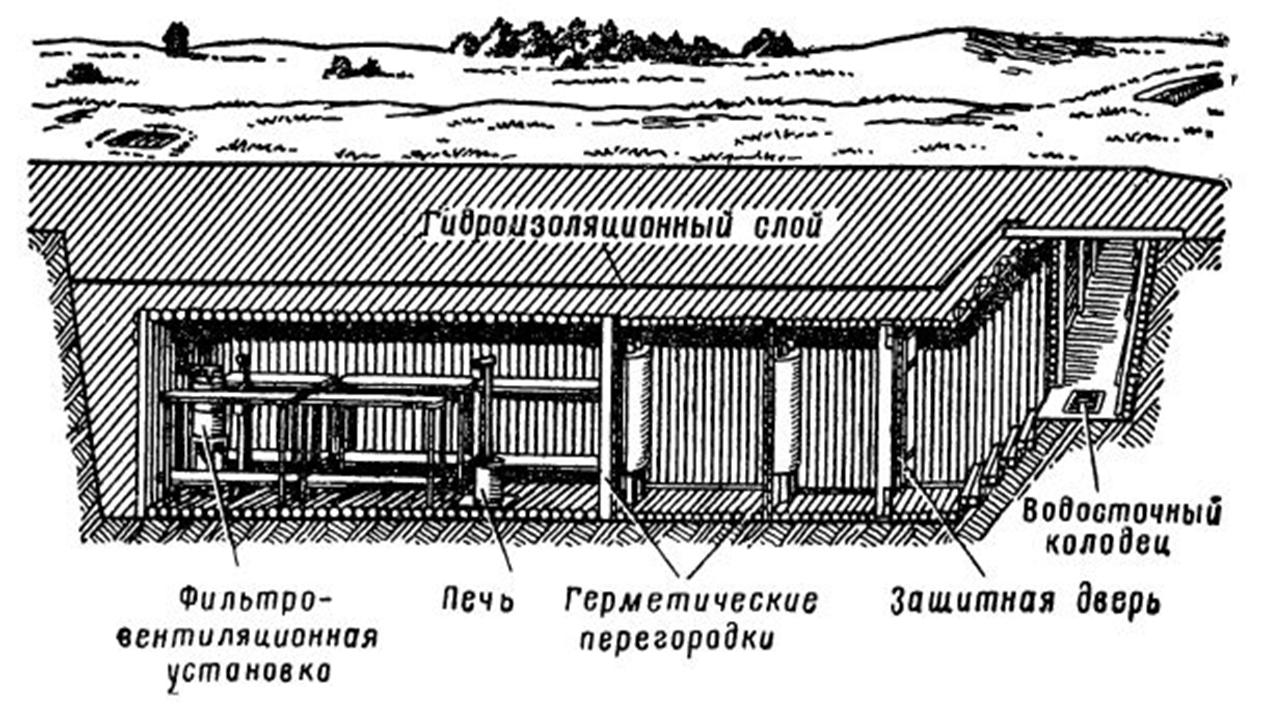 Гидроизоляционный слой
Водосточный
колодец
Фильтро-
вентиляционная
установка
Печь
Герметические
перегородки
Защитная дверь